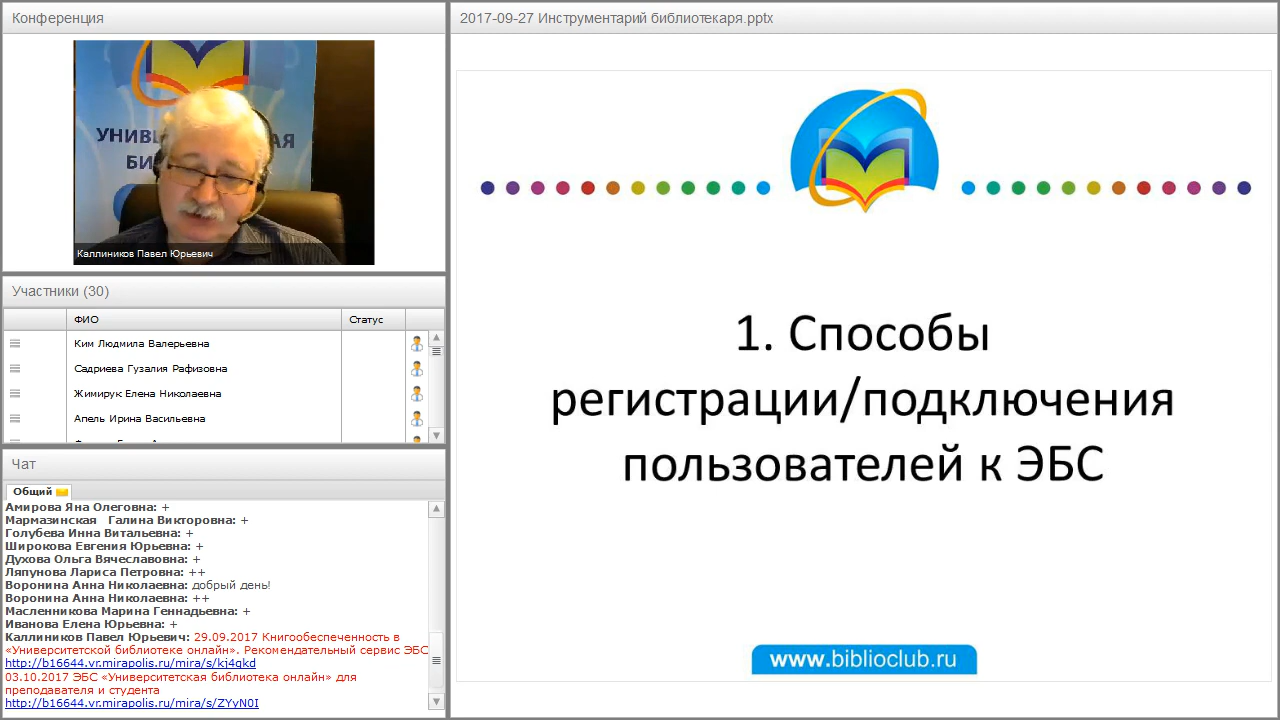 Конференция
УНИВ
АЯ
БИ
Каллиников Павел Юрьевич
Участники (30)
ФИО
Статус
Ким Людмила Валерьевна
Садриева Гузалия Рафизовна
Жимирук Елена Николаевна
Апель Ирина Васильевна
Чат
Общий
Амирова Яна Олеговна: +
Мармазинская Галина Викторовна: +
Голубева Инна Витальевна: +
Широкова Евгения Юрьевна: +
Духова Ольга Вячеславовна: +
Ляпунова Лариса Петровна: ++
Воронина Анна Николаевна: добрый день!
Воронина Анна Николаевна: ++
Масленникова Марина Геннадьевна: +
Иванова Елена Юрьевна: +
Каллиников Павел Юрьевич: 29.09.2017 Книгообеспеченность в
«Университетской библиотеке онлайн». Рекомендательный сервис ЭБС
http://b16644.vr.mirapolis.ru/mira/s/kj4qkd
03.10.2017 ЭБС «Университетская библиотека онлайн» для
преподавателя и студента
http://b16644.vr.mirapolis.ru/mira/s/ZYyN0I
2017-09-27 Инструментарий библиотекаря.pptx
1. Способы
регистрации/подключения
пользователей к ЭБС
www.biblioclub.ru